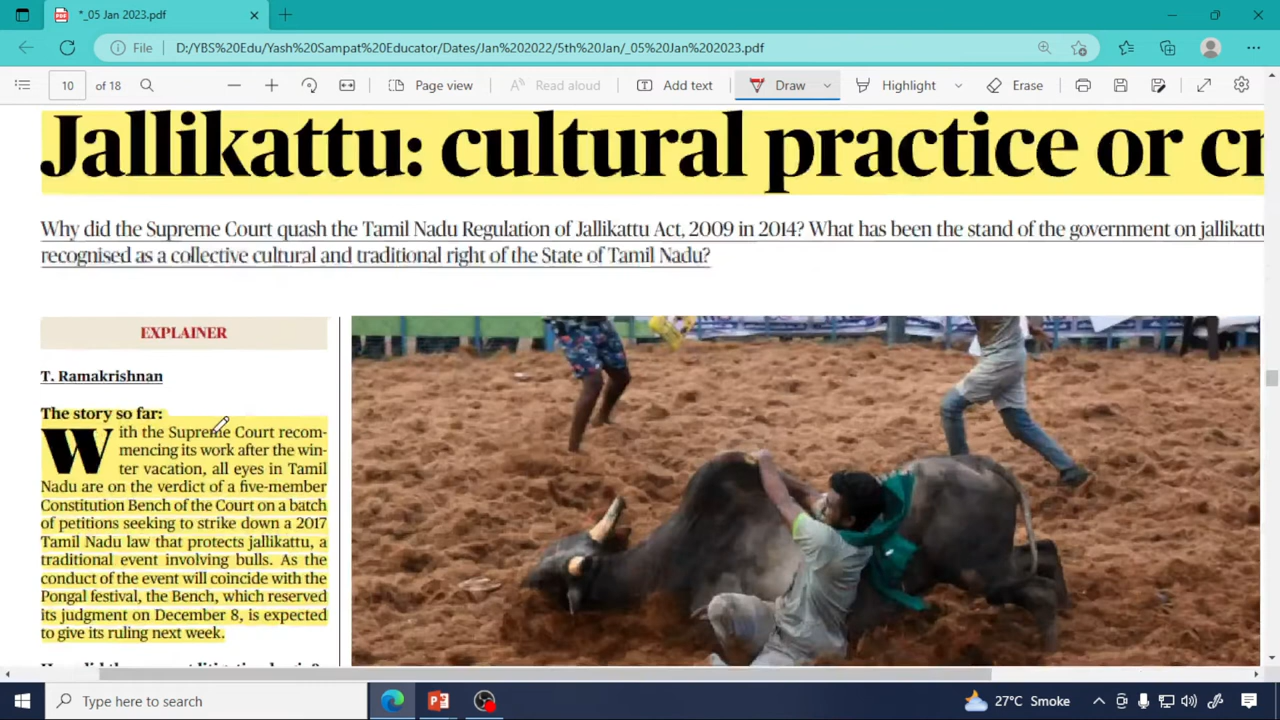 *_05 Jan 2023.pdf
File D:/YBS%20Edu/Yash%20Sampat%20Educator/Dates/Jan%202022/5th%20Jan/_05%20Jan%202023.pdf
10 of 18 Page view Read aloud Add text Draw Highlight Erase
Jallikattu: cultural practice or cr
Why did the Supreme Court quash the Tamil Nadu Regulation of Jallikattu Act, 2009 in 2014? What has been the stand of the government on jallikattu
recognised as a collective cultural and traditional right of the State of Tamil Nadu?
EXPLAINER
T. Ramakrishnan
The story so far:
With the Supreme Court recom-
mencing its work after the win-
ter vacation, all eyes in Tamil
Nadu are on the verdict of a five-member
Constitution Bench of the Court on a batch
of petitions seeking to strike down a 2017
Tamil Nadu law that protects jallikattu, a
traditional event involving bulls. As the
conduct of the event will coincide with the
Pongal festival, the Bench, which reserved
its judgment on December 8, is expected
to give its ruling next week.
Type here to search
27°C Smoke